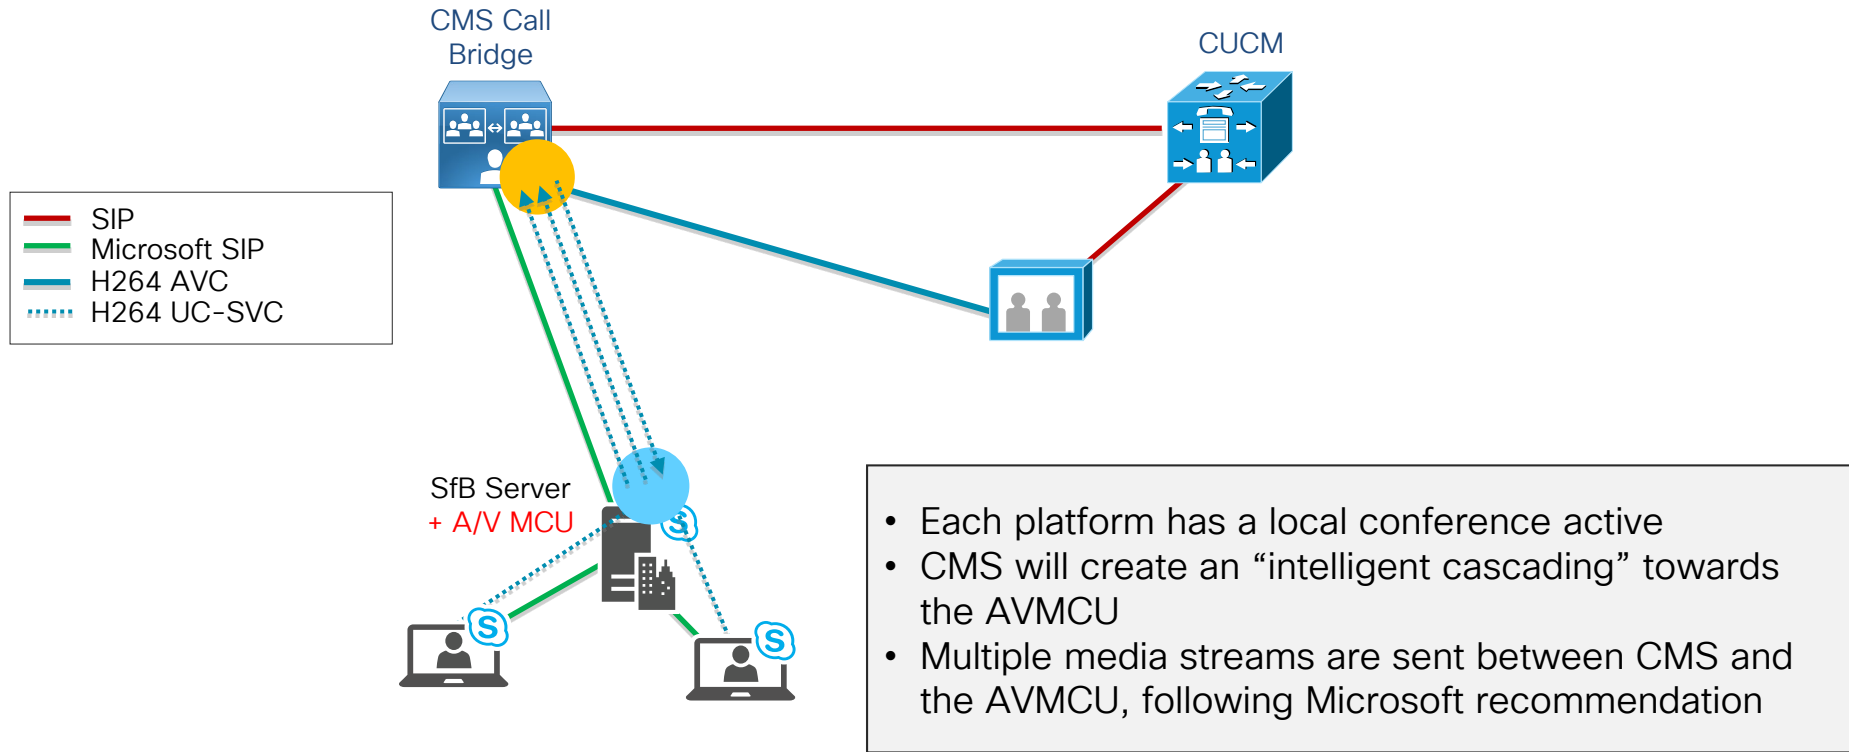 CMS Call
Bridge
CUCM
SIP
Microsoft SIP
H264 AVC
H264 UC-SVC
SfB Server
+ A/V MCU
S
S
S
• Each platform has a local conference active
• CMS will create an “intelligent cascading” towards
the AVMCU
• Multiple media streams are sent between CMS and
the AVMCU, following Microsoft recommendation